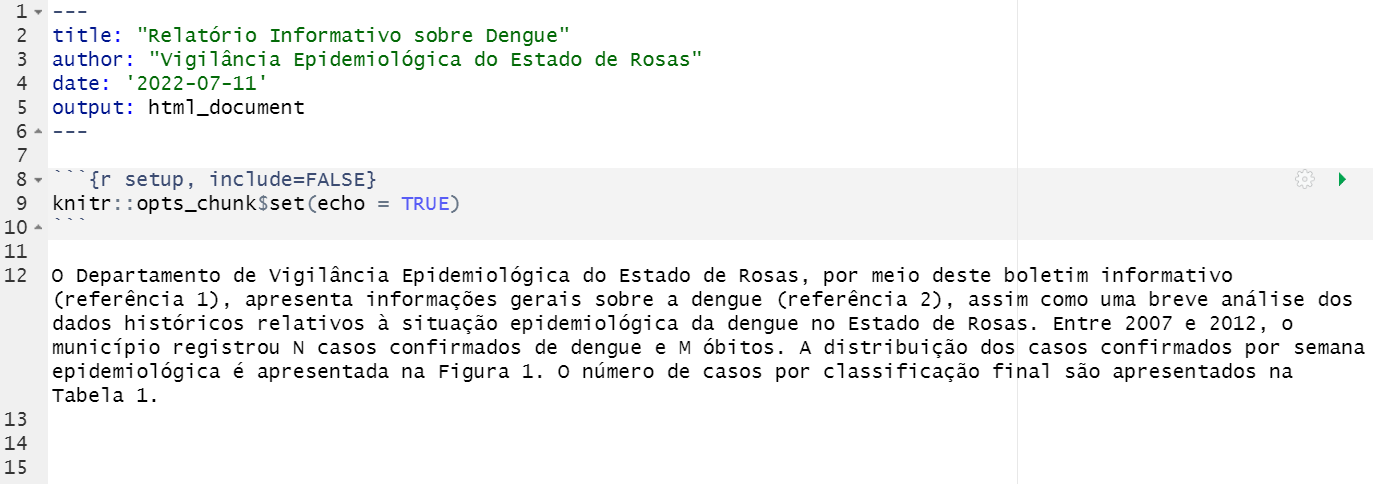 1 ---
2 title: "Relatório Informativo sobre Dengue"
3 author: "Vigilância Epidemiológica do Estado de Rosas"
4 date: '2022-07-11'
5 output: html_document
6 ---
7
8 ```{r setup, include=FALSE}
9 knitr::opts_chunk$set(echo = TRUE)
10 ```
11
12 O Departamento de Vigilância Epidemiológica do Estado de Rosas, por meio deste boletim informativo
(referência 1), apresenta informações gerais sobre a dengue (referência 2), assim como uma breve análise dos
dados históricos relativos à situação epidemiológica da dengue no Estado de Rosas. Entre 2007 e 2012, o
município registrou N casos confirmados de dengue e M óbitos. A distribuição dos casos confirmados por semana
epidemiológica é apresentada na Figura 1. O número de casos por classificação final são apresentados na
Tabela 1.
13
14
15